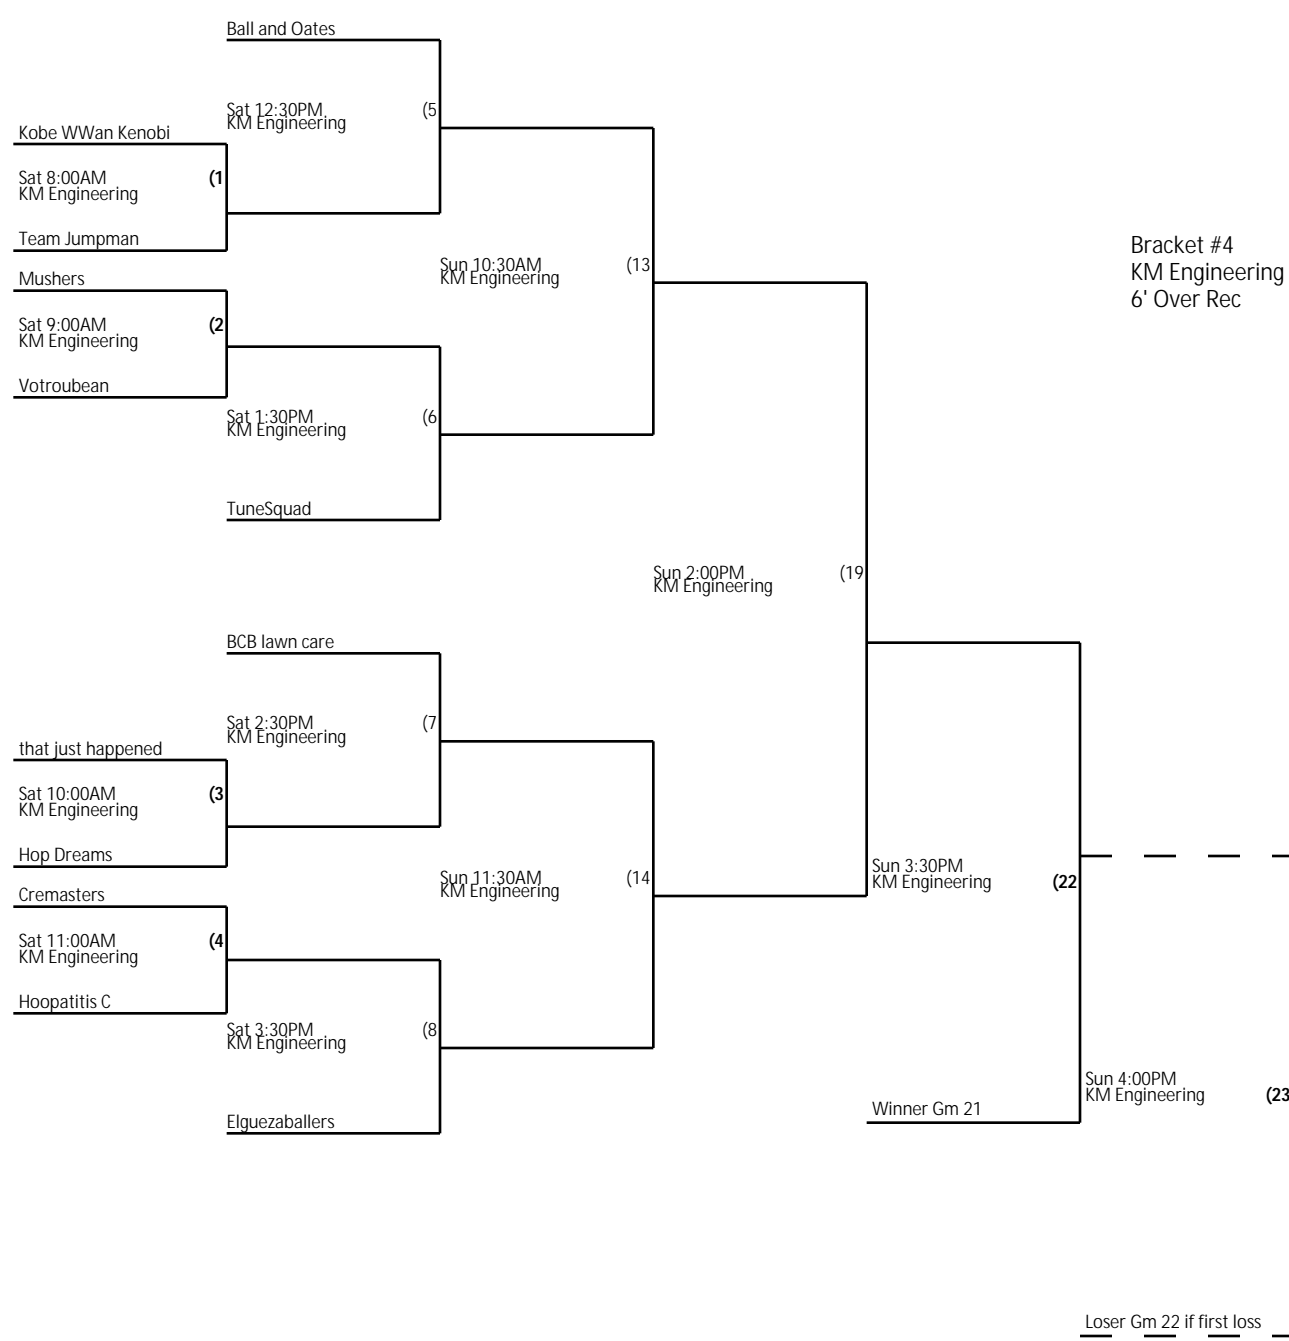 Ball and Oates
Sat 12:30PM (5
KM Engineering
Kobe WWan Kenobi
Sat 8:00AM (1
KM Engineering
Team Jumpman
Mushers
Sat 9:00AM (2
KM Engineering
Votroubean
Sun 10:30AM (13
KM Engineering
Bracket #4
KM Engineering
6' Over Rec
Sat 1:30PM (6
KM Engineering
TuneSquad
Sun 2:00PM (19
KM Engineering
BCB lawn care
Sat 2:30PM (7
KM Engineering
that just happened
Sat 10:00AM (3
KM Engineering
Hop Dreams
Cremasters
Sat 11:00AM (4
KM Engineering
Hoopatitis C
Sun 11:30AM (14
KM Engineering
Sun 3:30PM
KM Engineering (22
Sat 3:30PM (8
KM Engineering
Elguezaballers
Winner Gm 21
Sun 4:00PM
KM Engineering (23
Loser Gm 22 if first loss